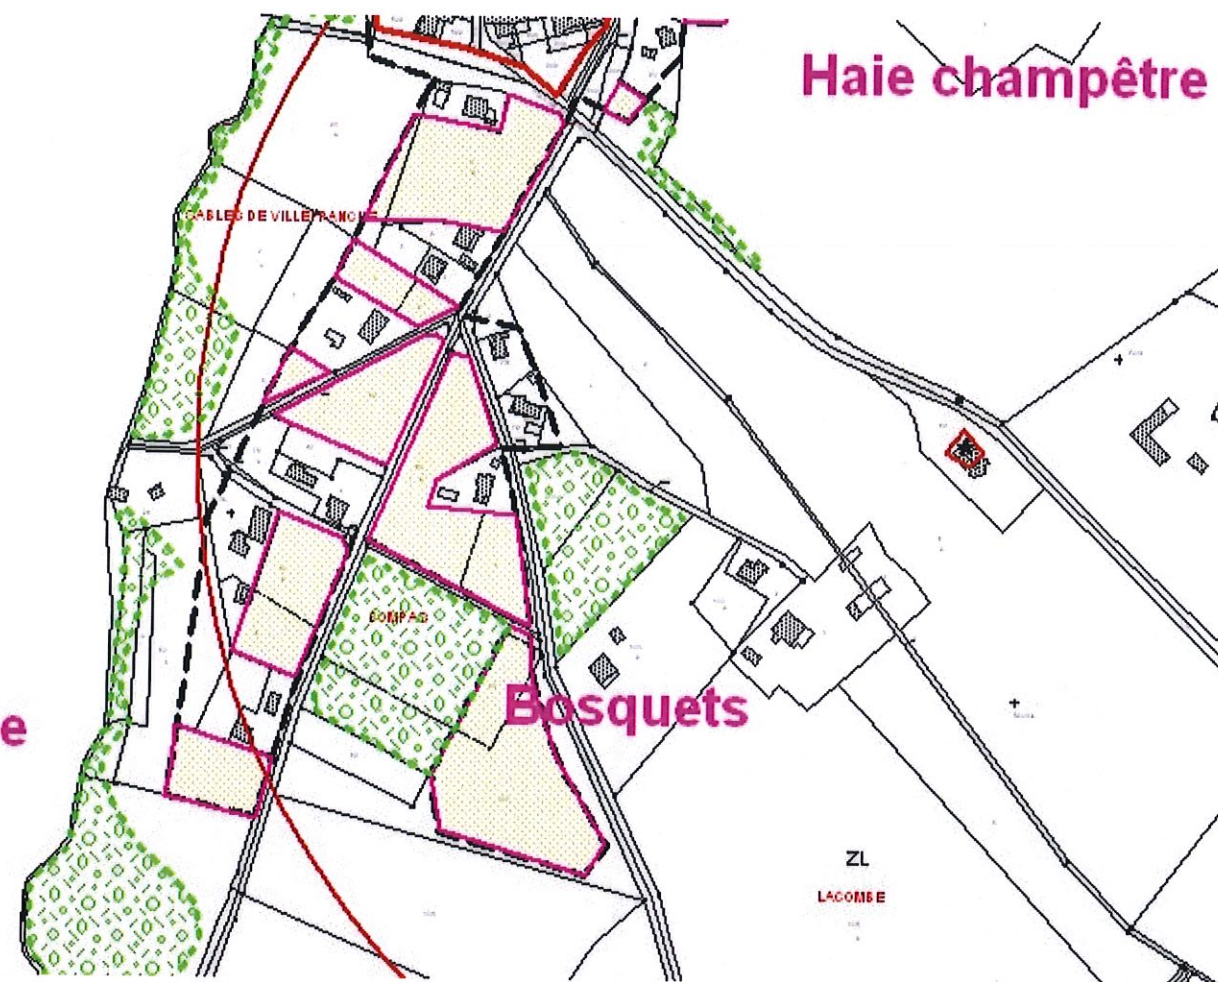 Haie champêtre
SABLES DE VILLEFRANCHE
COMPAS
Bosquets
e
ZL
LACOMBE